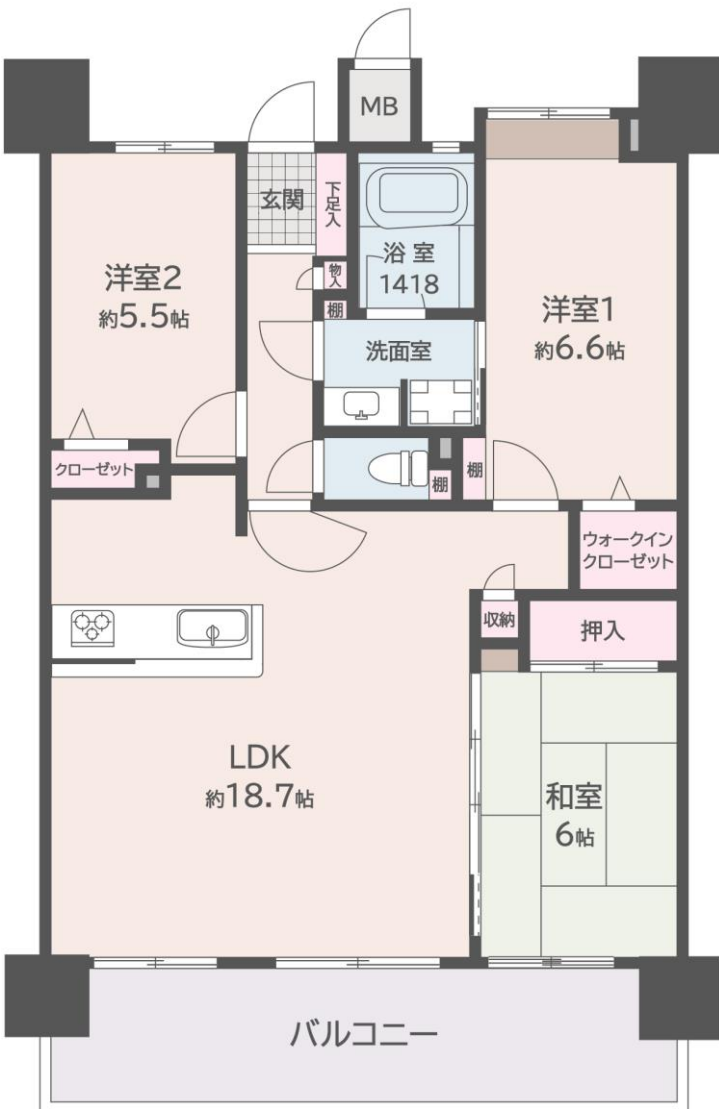 MB
玄関
下足入
浴室
1418
物入
棚
洋室2
約5.5帖
洋室1
約6.6帖
洗面室
クローゼット
棚
棚
ウォークイン
クローゼット
収納
押入
LDK
約18.7帖
和室
6帖
バルコニー